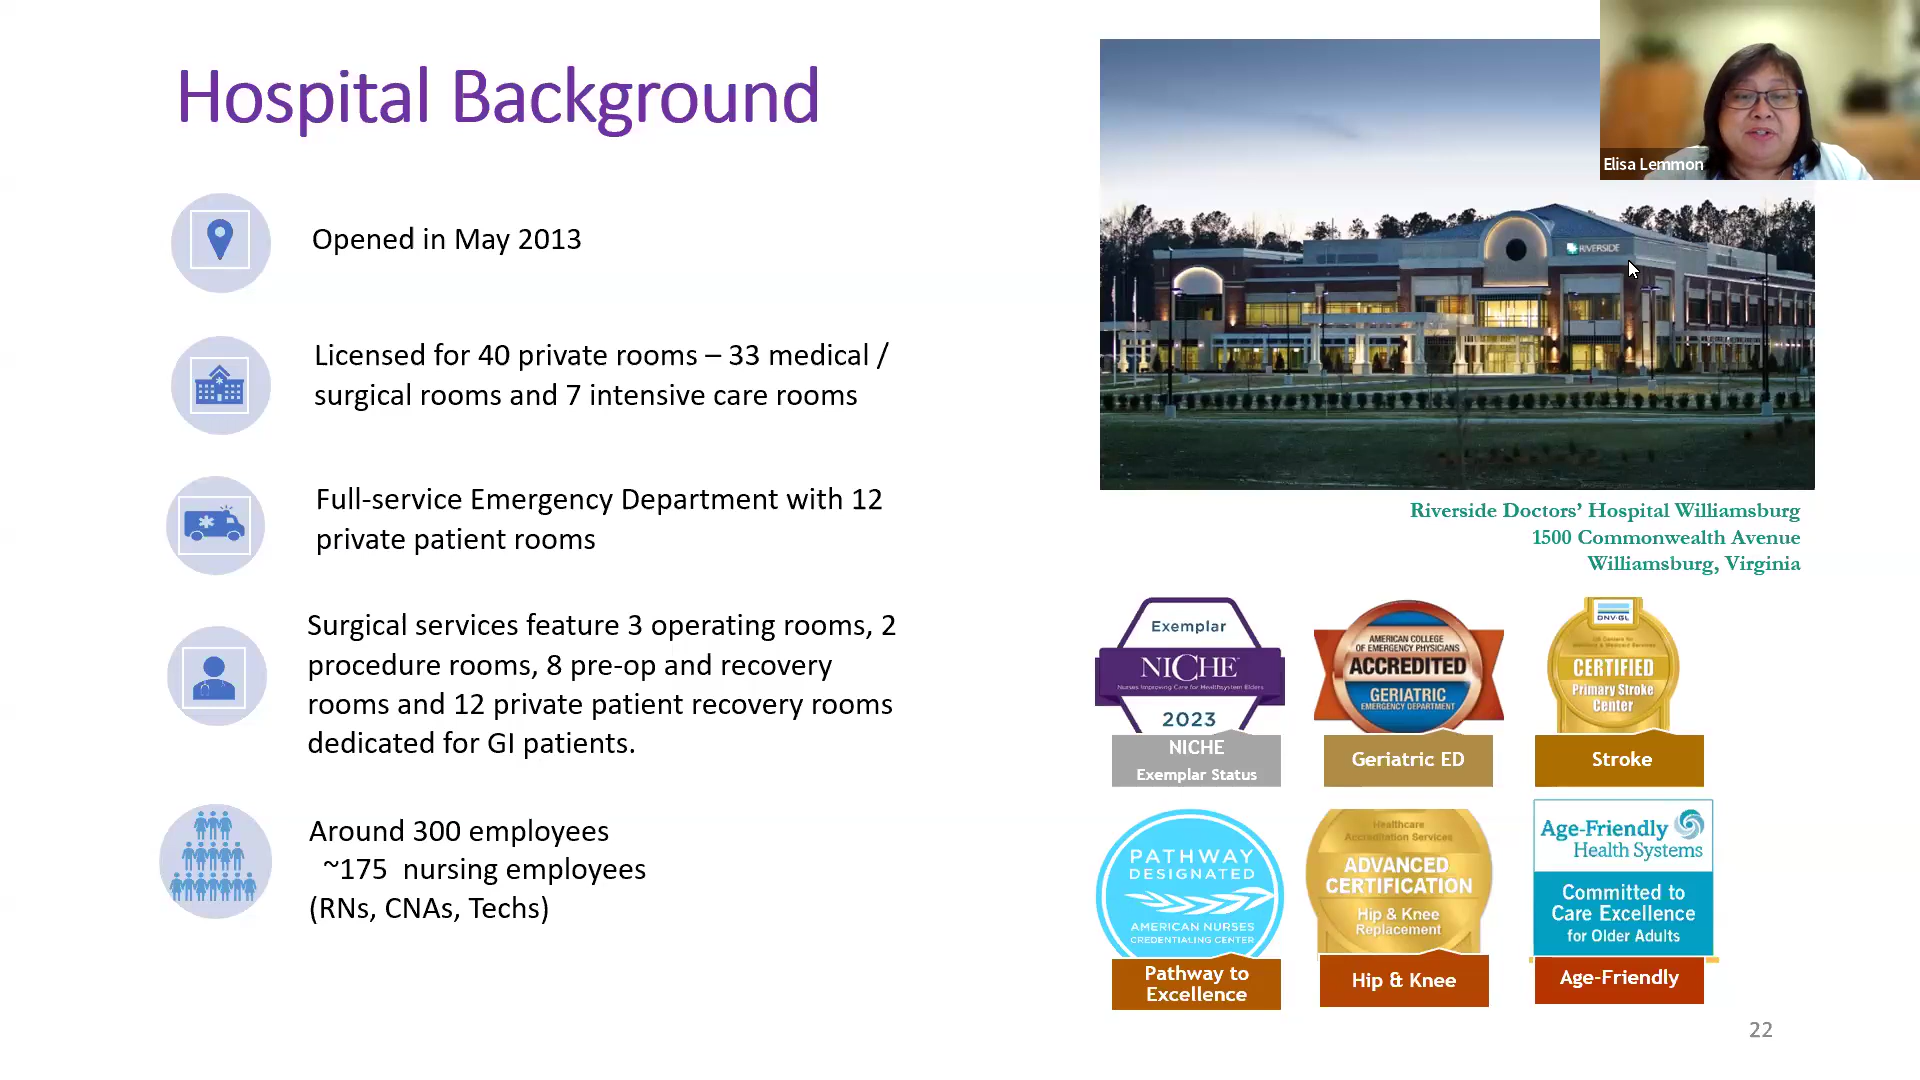 Hospital Background
Opened in May 2013
Licensed for 40 private rooms – 33 medical /
surgical rooms and 7 intensive care rooms
Full-service Emergency Department with 12
private patient rooms
Surgical services feature 3 operating rooms, 2
procedure rooms, 8 pre-op and recovery
rooms and 12 private patient recovery rooms
dedicated for GI patients.
Around 300 employees
~175 nursing employees
(RNs, CNAs, Techs)
Elisa Lemmon
RIVERSIDE
Riverside Doctors’ Hospital Williamsburg
1500 Commonwealth Avenue
Williamsburg, Virginia
Exemplar
NICHE
Nurses Improving Care for Healthsystem Elders
2023
NICHE
Exemplar Status
AMERICAN COLLEGE
OF EMERGENCY PHYSICIANS
ACCREDITED
GERIATRIC
EMERGENCY DEPARTMENT
Geriatric ED
DNV·GL
CERTIFIED
Primary Stroke
Center
Stroke
PATHWAY
DESIGNATED
AMERICAN NURSES
CREDENTIALING CENTER
Pathway to
Excellence
Healthcare
Accreditation Services
ADVANCED
CERTIFICATION
Hip & Knee
Replacement
Hip & Knee
Age-Friendly
Health Systems
Committed to
Care Excellence
for Older Adults
Age-Friendly
22